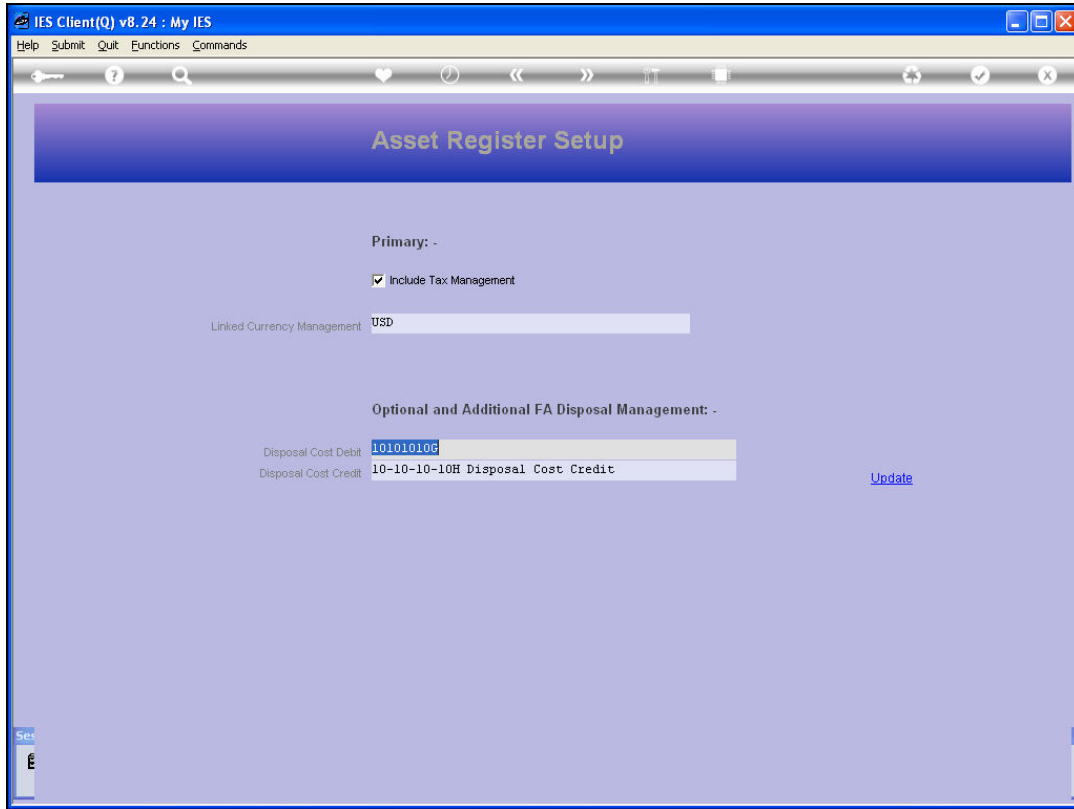 IES Client(Q) v8.24 : My IES
Help Submit Quit Functions Commands
Asset Register Setup
Primary: -
Include Tax Management
Linked Currency Management USD
Optional and Additional FA Disposal Management: -
Disposal Cost Debit 10101010G
Disposal Cost Credit 10-10-10-10H Disposal Cost Credit
Update
Ses